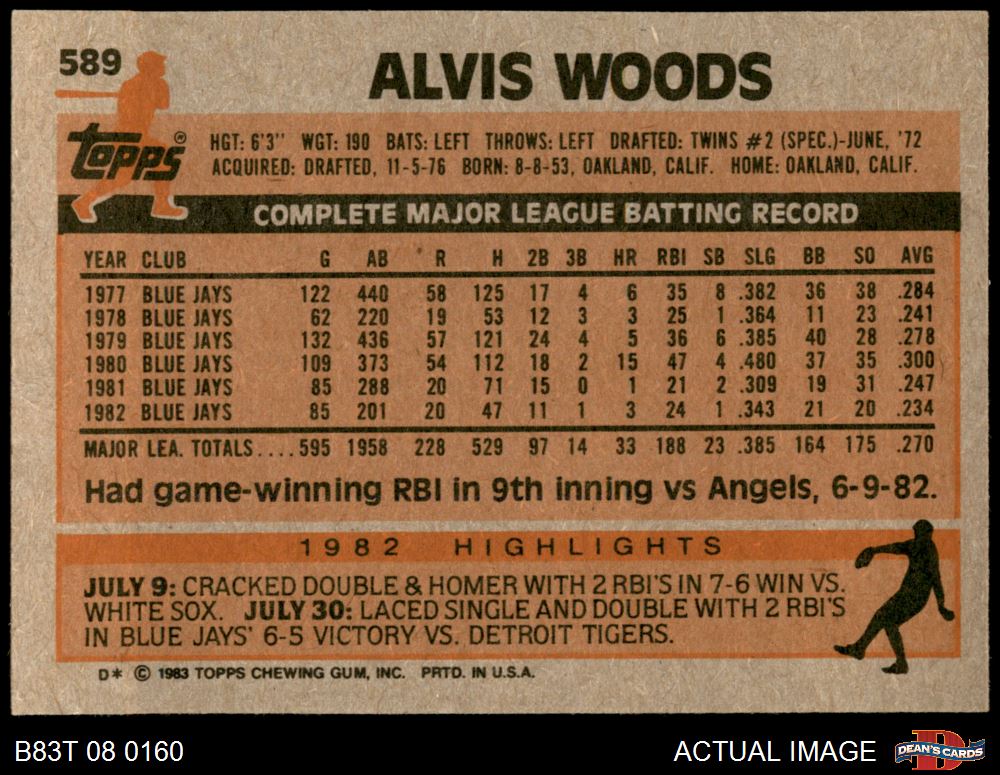 589
ALVIS WOODS
Topps®
HGT: 6'3" WGT: 190 BATS: LEFT THROWS: LEFT DRAFTED: TWINS #2 (SPEC.)-JUNE, '72
ACQUIRED: DRAFTED, 11-5-76 BORN: 8-8-53, OAKLAND, CALIF. HOME: OAKLAND, CALIF.
COMPLETE MAJOR LEAGUE BATTING RECORD
YEAR CLUB G AB R H 2B 3B HR RBI SB SLG BB SO AVG
1977 BLUE JAYS 122 440 58 125 17 4 6 35 8 .382 36 38 .284
1978 BLUE JAYS 62 220 19 53 12 3 3 25 1 .364 11 23 .241
1979 BLUE JAYS 132 436 57 121 24 4 5 36 6 .385 40 28 .278
1980 BLUE JAYS 109 373 54 112 18 2 15 47 4 .480 37 35 .300
1981 BLUE JAYS 85 288 20 71 15 0 1 21 2 .309 19 31 .247
1982 BLUE JAYS 85 201 20 47 11 1 3 24 1 .343 21 20 .234
MAJOR LEA. TOTALS....595 1958 228 529 97 14 33 188 23 .385 164 175 .270
Had game-winning RBI in 9th inning vs Angels, 6-9-82.
1982 HIGHLIGHTS
JULY 9: CRACKED DOUBLE & HOMER WITH 2 RBI'S IN 7-6 WIN VS.
WHITE SOX. JULY 30: LACED SINGLE AND DOUBLE WITH 2 RBI'S
IN BLUE JAYS' 6-5 VICTORY VS. DETROIT TIGERS.
D* © 1983 TOPPS CHEWING GUM, INC. PRTD. IN U.S.A.
B83T 08 0160
ACTUAL IMAGE
D
DEAN'S CARDS